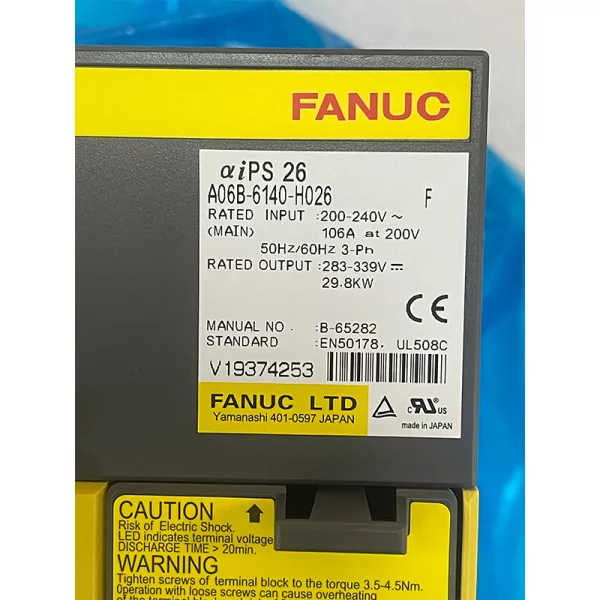 FANUC
αiPS 26
A06B-6140-H026 F
RATED INPUT :200-240V～
(MAIN) 106A at 200V
50Hz/60Hz 3-Ph
RATED OUTPUT :283-339V⎓
29.8KW
CE
MANUAL NO. :B-65282
STANDARD :EN50178, UL508C
V19374253
FANUC LTD
Yamanashi 401-0597 JAPAN
c RU US
made in JAPAN
CAUTION
Risk of Electric Shock.
LED indicates terminal voltage
DISCHARGE TIME > 20min.
WARNING
Tighten screws of terminal block to the torque 3.5-4.5Nm.
Operation with loose screws can cause overheating